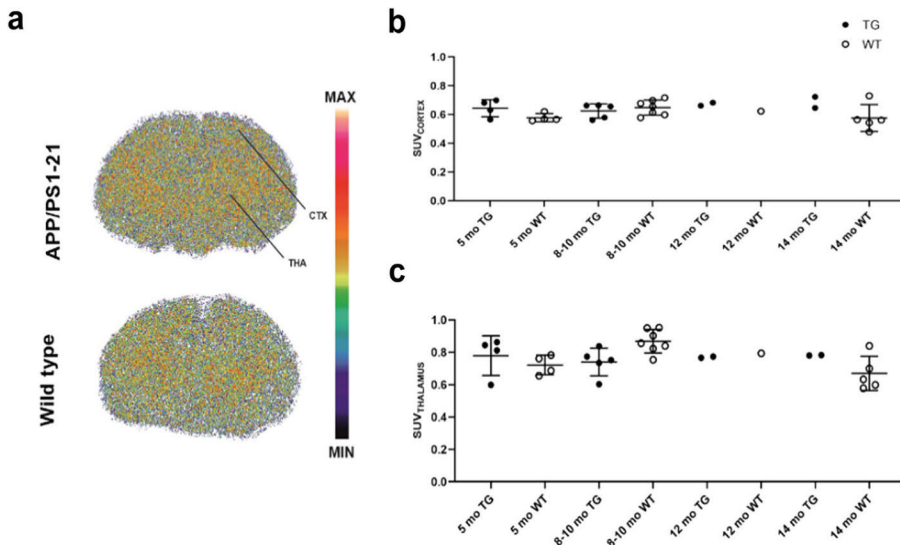 a
APP/PS1-21
Wild type
CTX
THA
MAX
MIN
b
TG
WT
SUVCORTEX
1.0
0.8
0.6
0.4
0.2
0.0
5 mo TG
5 mo WT
8-10 mo TG
8-10 mo WT
12 mo TG
12 mo WT
14 mo TG
14 mo WT
c
SUVTHALAMUS
1.0
0.8
0.6
0.4
0.2
0.0
5 mo TG
5 mo WT
8-10 mo TG
8-10 mo WT
12 mo TG
12 mo WT
14 mo TG
14 mo WT